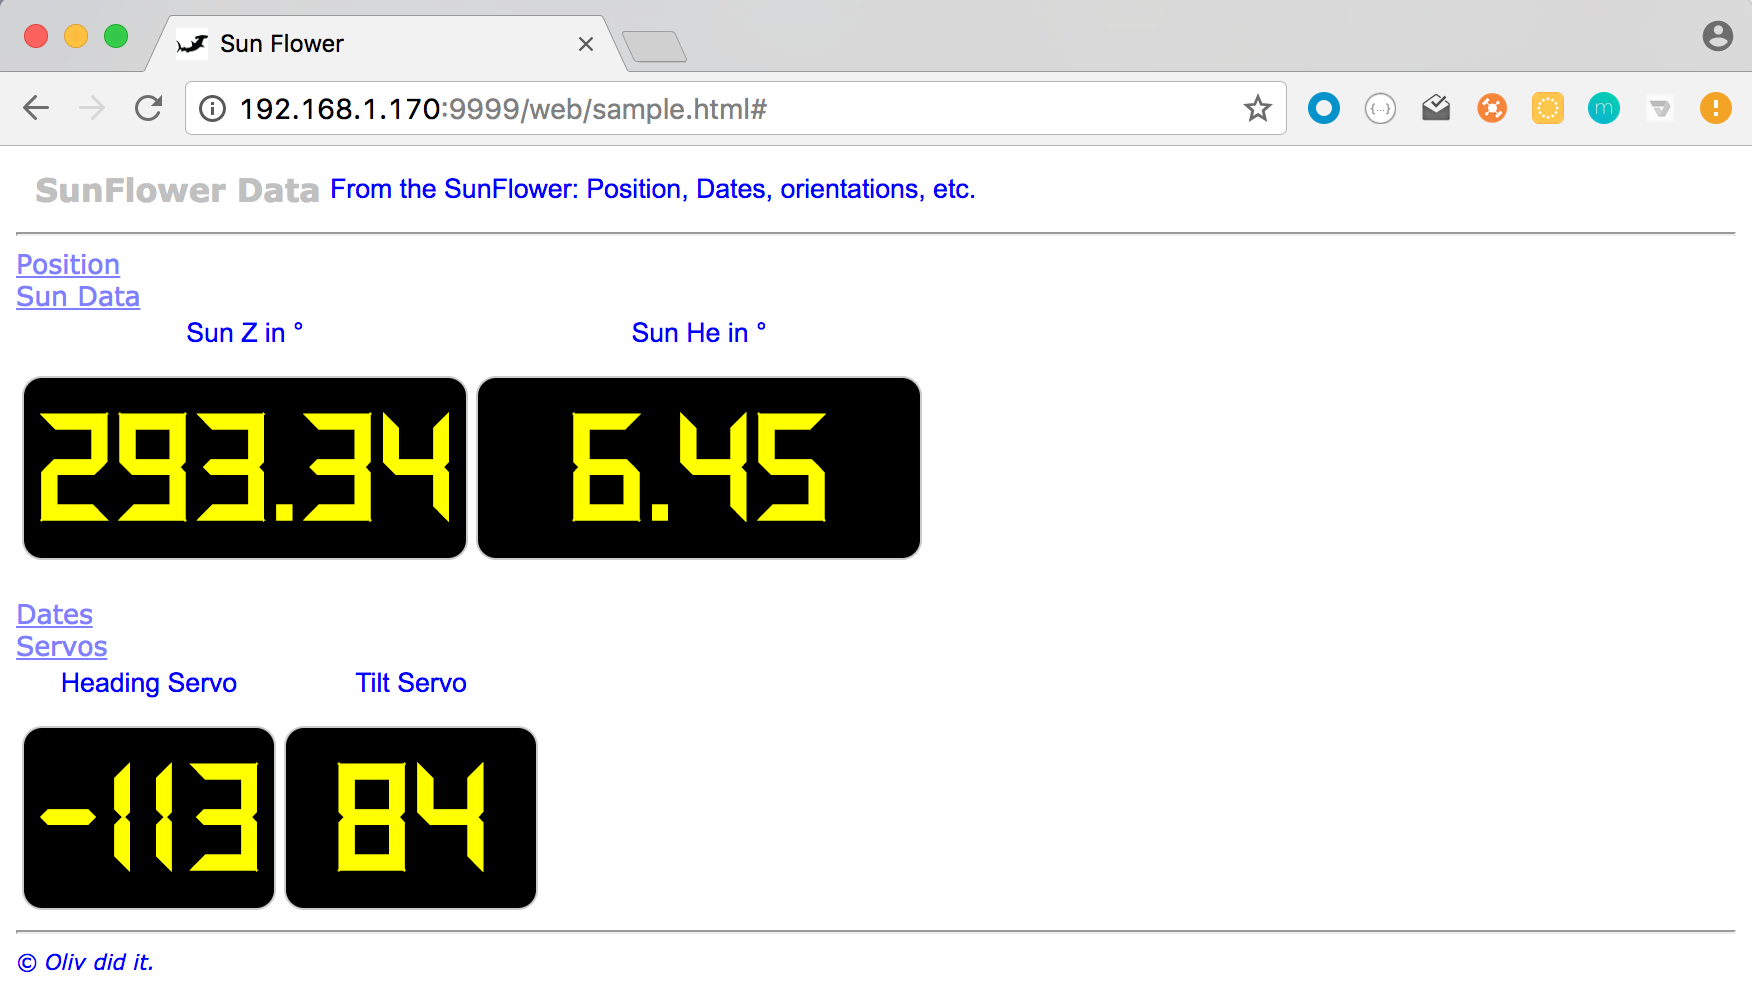 Sun Flower
192.168.1.170:9999/web/sample.html#
{...} m
SunFlower Data From the SunFlower: Position, Dates, orientations, etc.
Position
Sun Data
Sun Z in ° Sun He in °
293.34 6.45
Dates
Servos
Heading Servo Tilt Servo
-113 84
© Oliv did it.